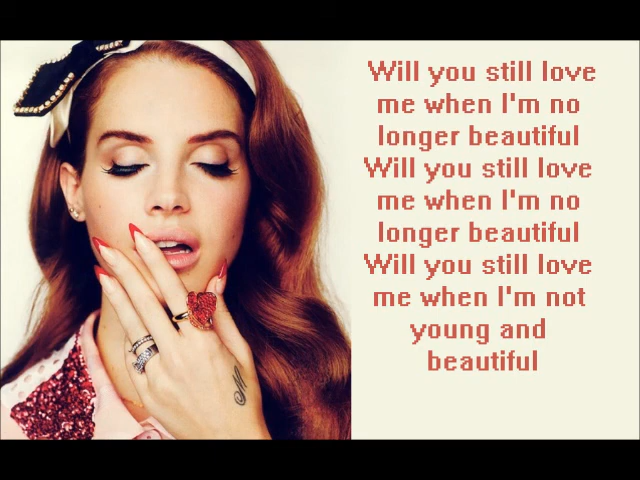 Will you still love
me when I'm no
longer beautiful
Will you still love
me when I'm no
longer beautiful
Will you still love
me when I'm not
young and
beautiful